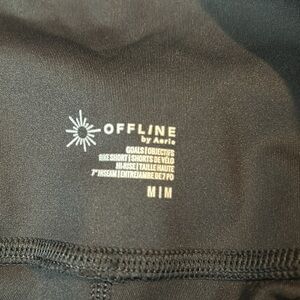 OFFLINE
by Aerie
GOALS | OBJECTIFS
BIKE SHORT | SHORTS DE VÉLO
HI-RISE | TAILLE HAUTE
7" INSEAM | ENTREJAMBE DE 7 PO
M | M